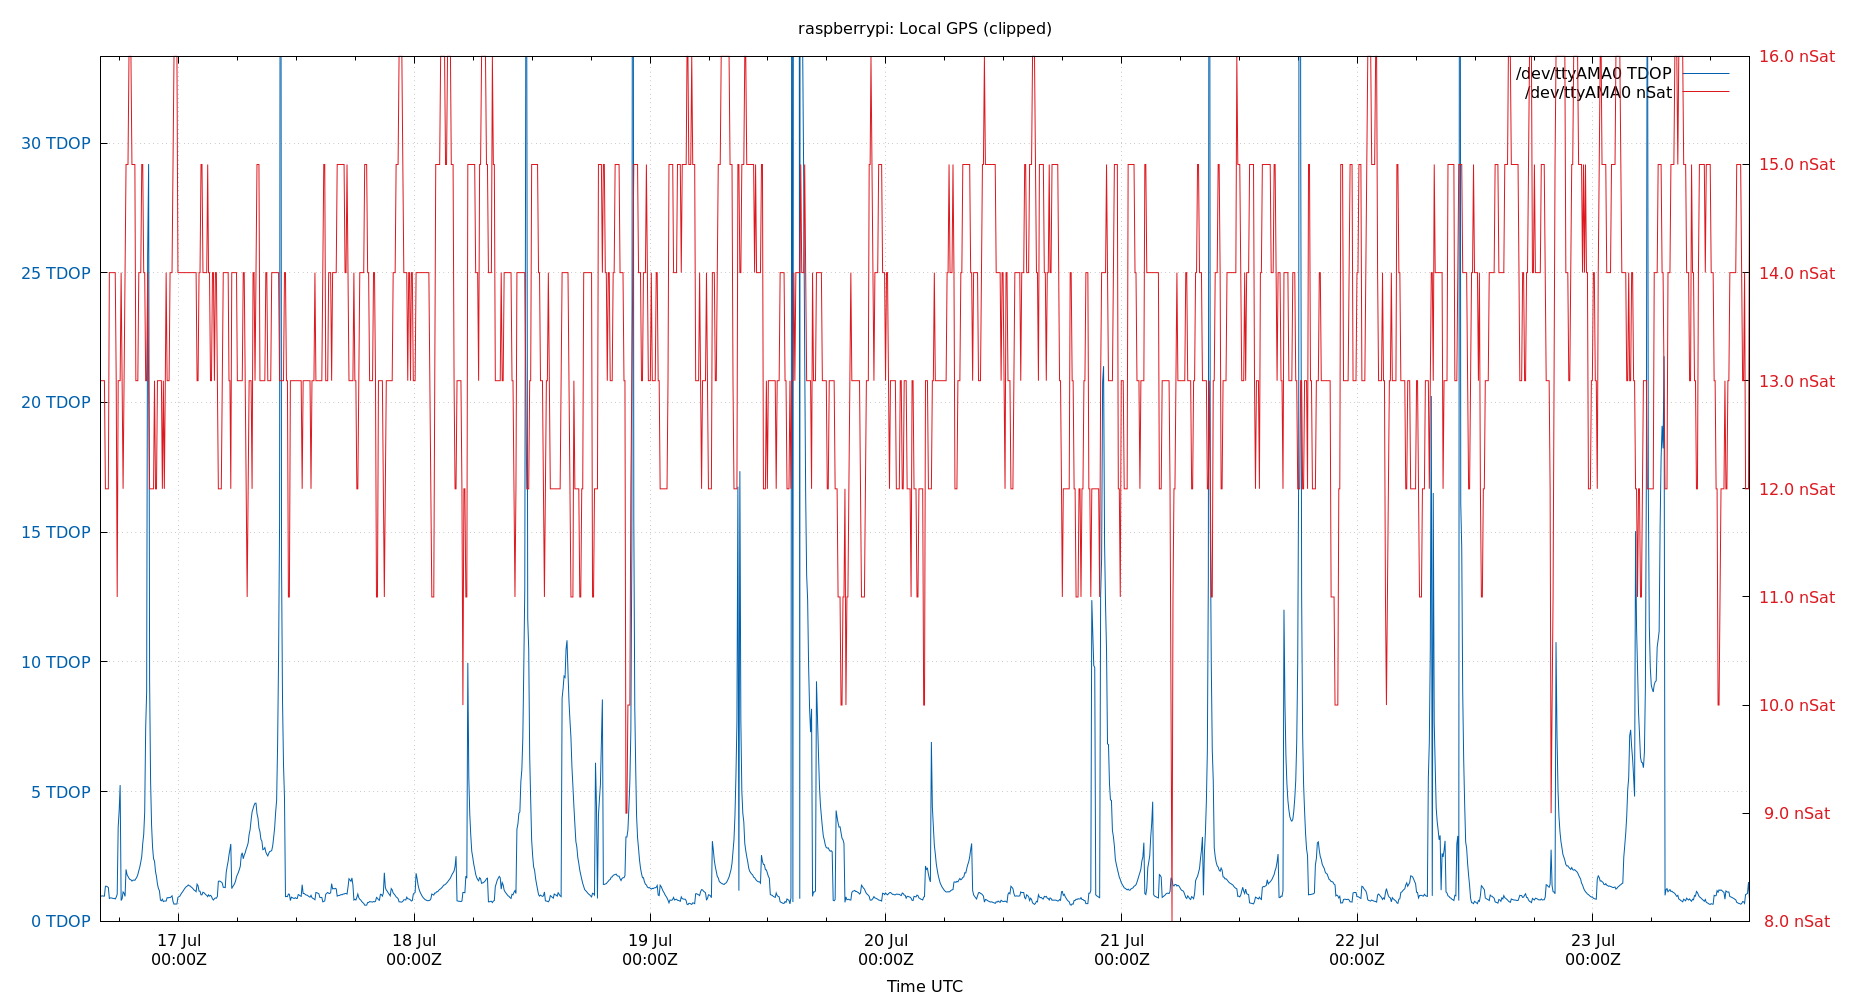 raspberrypi: Local GPS (clipped)
/dev/ttyAMA0 TDOP
/dev/ttyAMA0 nSat
30 TDOP
25 TDOP
20 TDOP
15 TDOP
10 TDOP
5 TDOP
0 TDOP
16.0 nSat
15.0 nSat
14.0 nSat
13.0 nSat
12.0 nSat
11.0 nSat
10.0 nSat
9.0 nSat
8.0 nSat
17 Jul
00:00Z
18 Jul
00:00Z
19 Jul
00:00Z
20 Jul
00:00Z
21 Jul
00:00Z
22 Jul
00:00Z
23 Jul
00:00Z
Time UTC